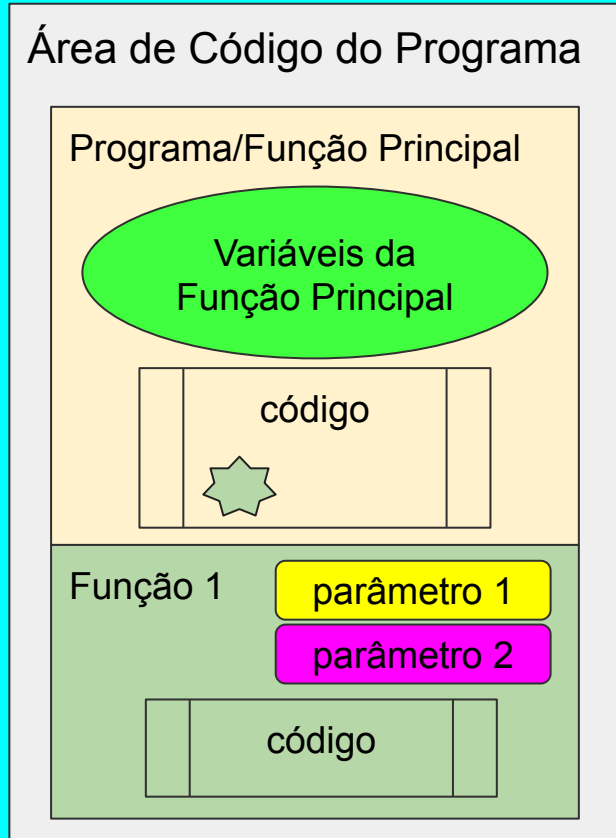 Área de Código do Programa
Programa/Função Principal
Variáveis da
Função Principal
código
Função 1
parâmetro 1
parâmetro 2
código